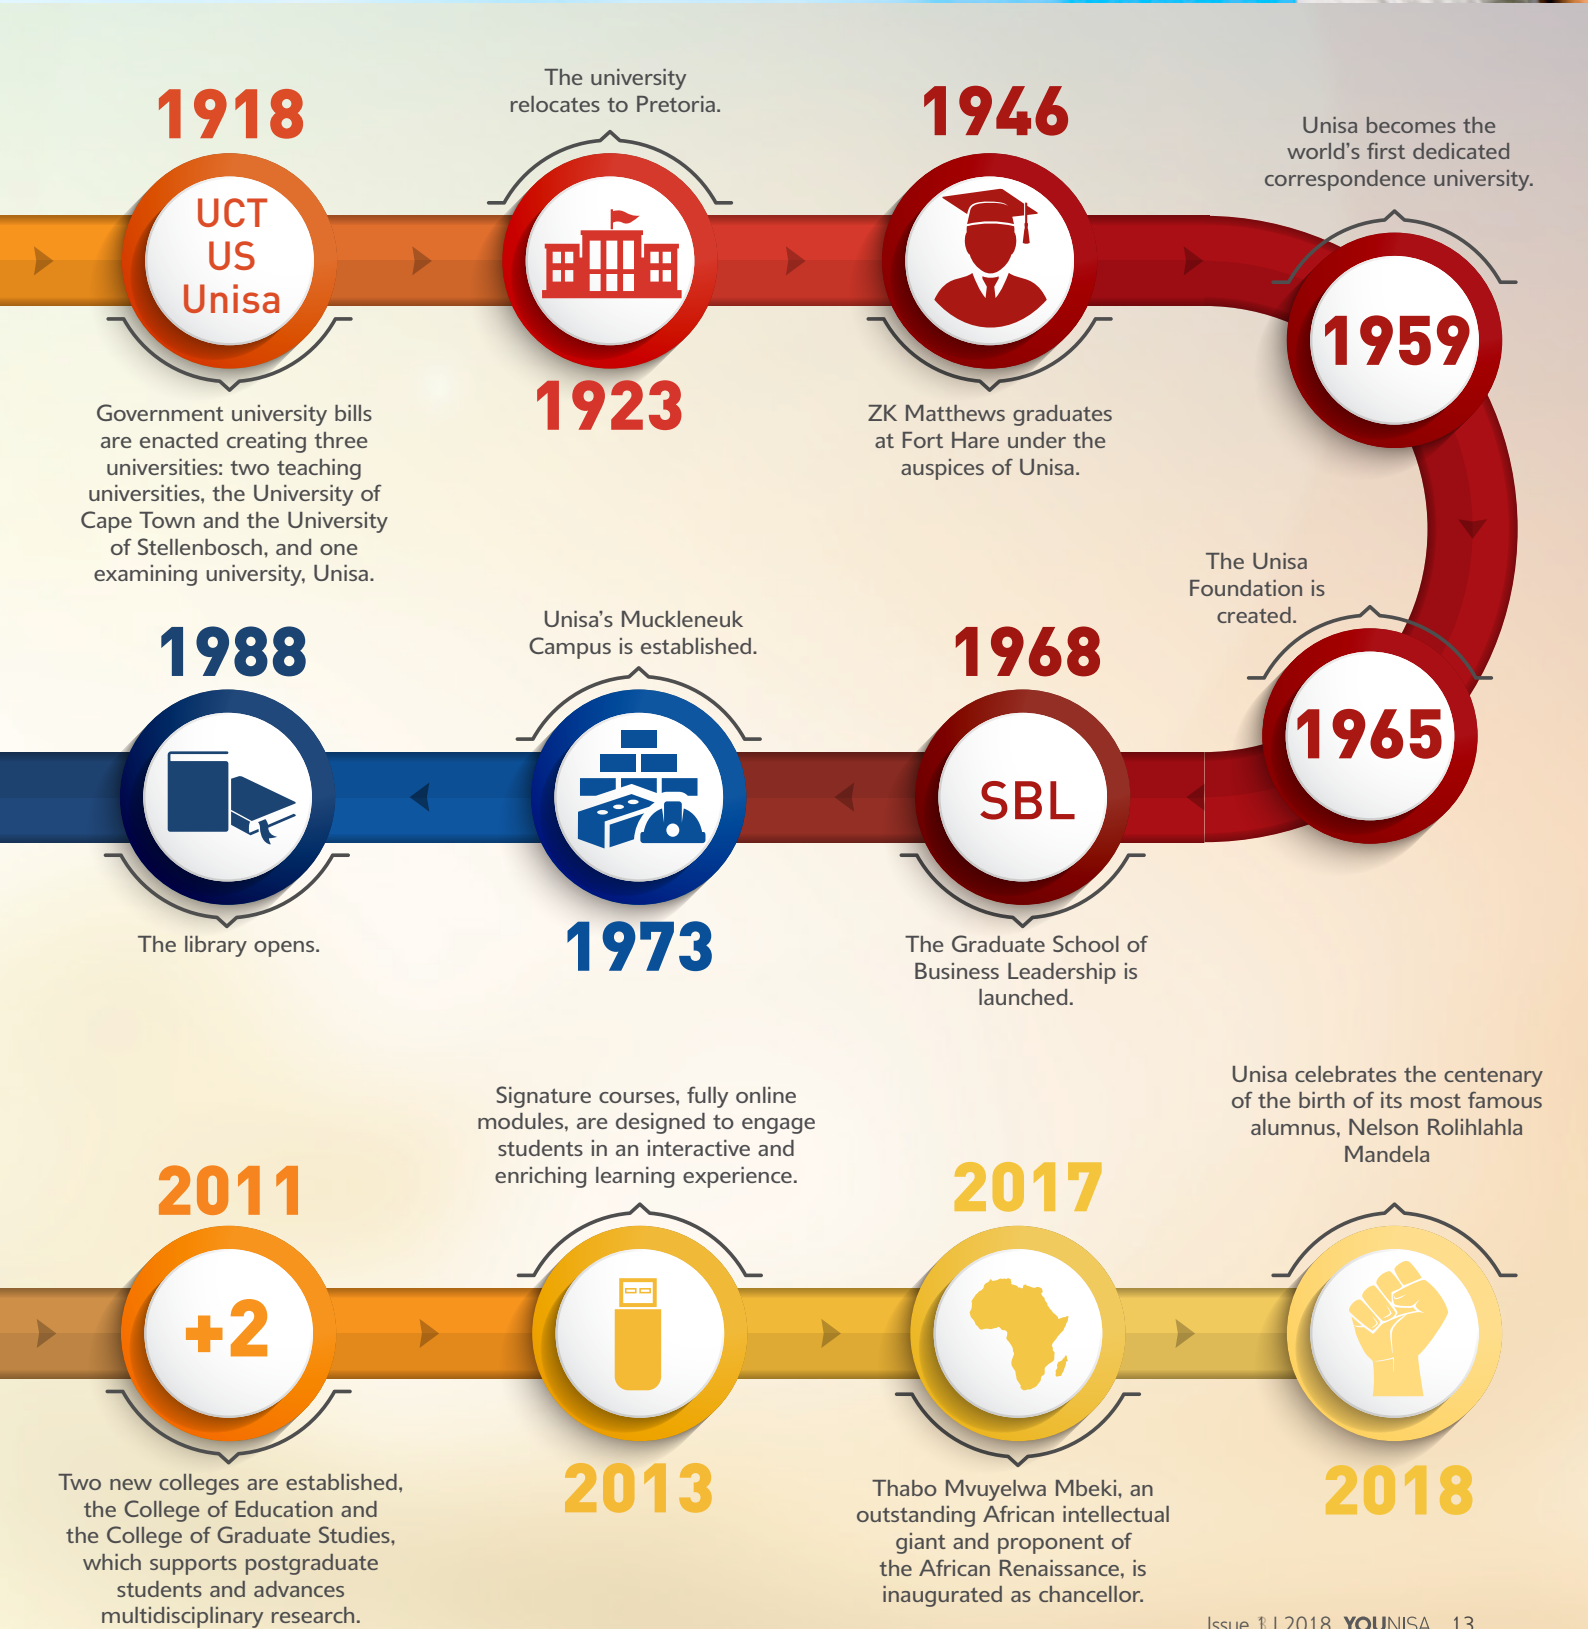 1918
UCT
US
Unisa
Government university bills
are enacted creating three
universities: two teaching
universities, the University of
Cape Town and the University
of Stellenbosch, and one
examining university, Unisa.
The university
relocates to Pretoria.
1923
1946
ZK Matthews graduates
at Fort Hare under the
auspices of Unisa.
Unisa becomes the
world's first dedicated
correspondence university.
1959
The Unisa
Foundation is
created.
1965
1968
SBL
The Graduate School of
Business Leadership is
launched.
Unisa's Muckleneuk
Campus is established.
1973
1988
The library opens.
2011
+2
Two new colleges are established,
the College of Education and
the College of Graduate Studies,
which supports postgraduate
students and advances
multidisciplinary research.
Signature courses, fully online
modules, are designed to engage
students in an interactive and
enriching learning experience.
2013
2017
Thabo Mvuyelwa Mbeki, an
outstanding African intellectual
giant and proponent of
the African Renaissance, is
inaugurated as chancellor.
Unisa celebrates the centenary
of the birth of its most famous
alumnus, Nelson Rolihlahla
Mandela
2018
Issue | 2018 YOUNISA 13